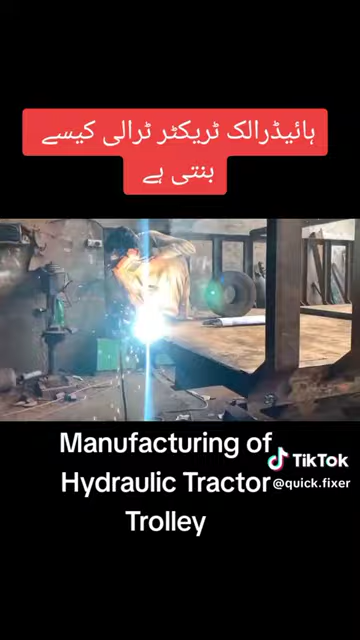 ہائیڈرالک ٹریکٹر ٹرالی کیسے
بنتی ہے
Manufacturing of
Hydraulic Tractor
Trolley
TikTok
@quick.fixer